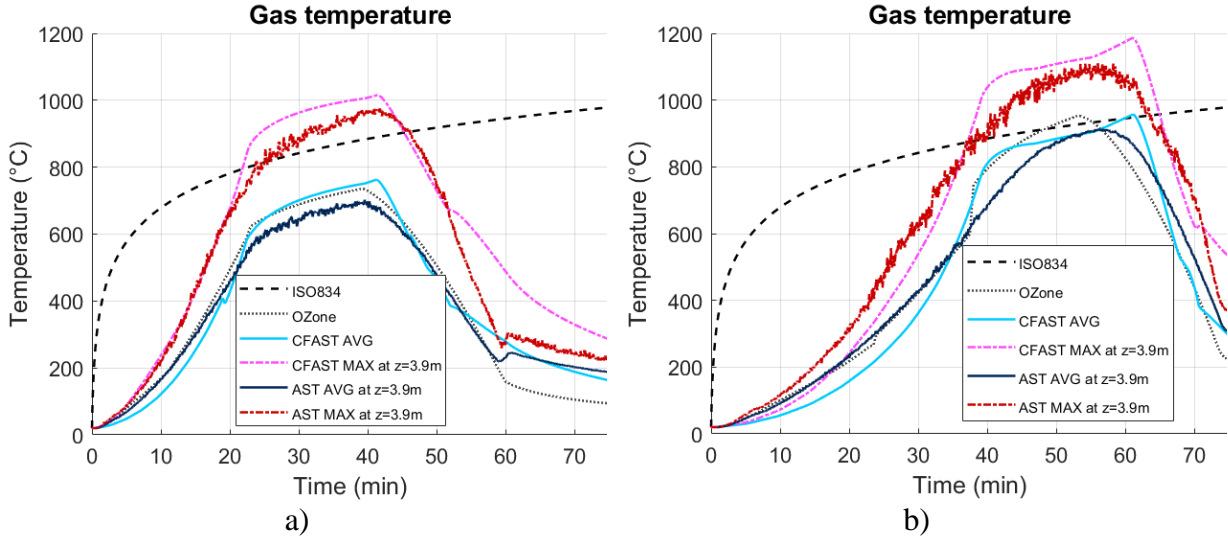 Gas temperature
1200
1000
800
600
400
200
0
Temperature (°C)
ISO834
OZone
CFAST AVG
CFAST MAX at z=3.9m
AST AVG at z=3.9m
AST MAX at z=3.9m
0 10 20 30 40 50 60 70
Time (min)
a)
Gas temperature
1200
1000
800
600
400
200
0
Temperature (°C)
ISO834
OZone
CFAST AVG
CFAST MAX at z=3.9m
AST AVG at z=3.9m
AST MAX at z=3.9m
0 10 20 30 40 50 60 70
Time (min)
b)